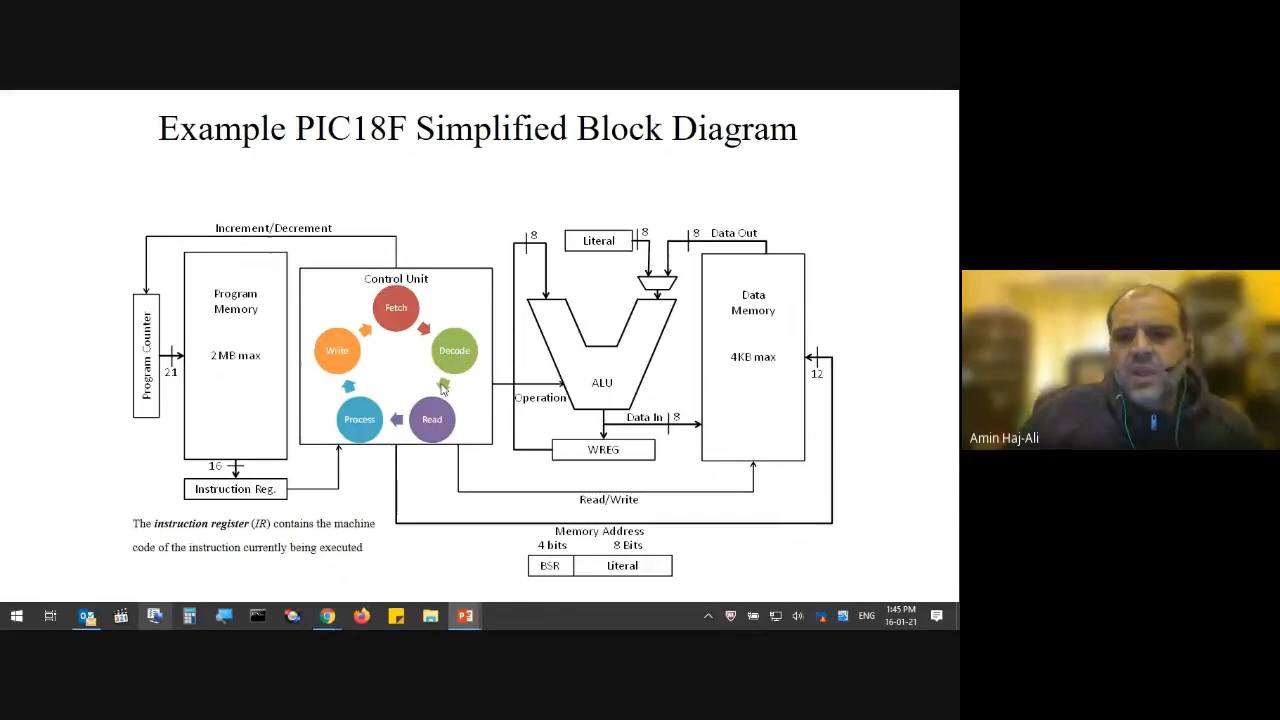 Example PIC18F Simplified Block Diagram
Increment/Decrement
8
Literal
8
8
Data Out
Control Unit
Program
Memory
2MB max
Program Counter
21
Fetch
Decode
Read
Process
Write
ALU
Operation
Data
Memory
4KB max
12
Data In
8
WREG
16
Instruction Reg.
Read/Write
The instruction register (IR) contains the machine
code of the instruction currently being executed
Memory Address
4 bits
8 Bits
BSR
Literal
Amin Haj-Ali
ENG
1:45 PM
16-01-21